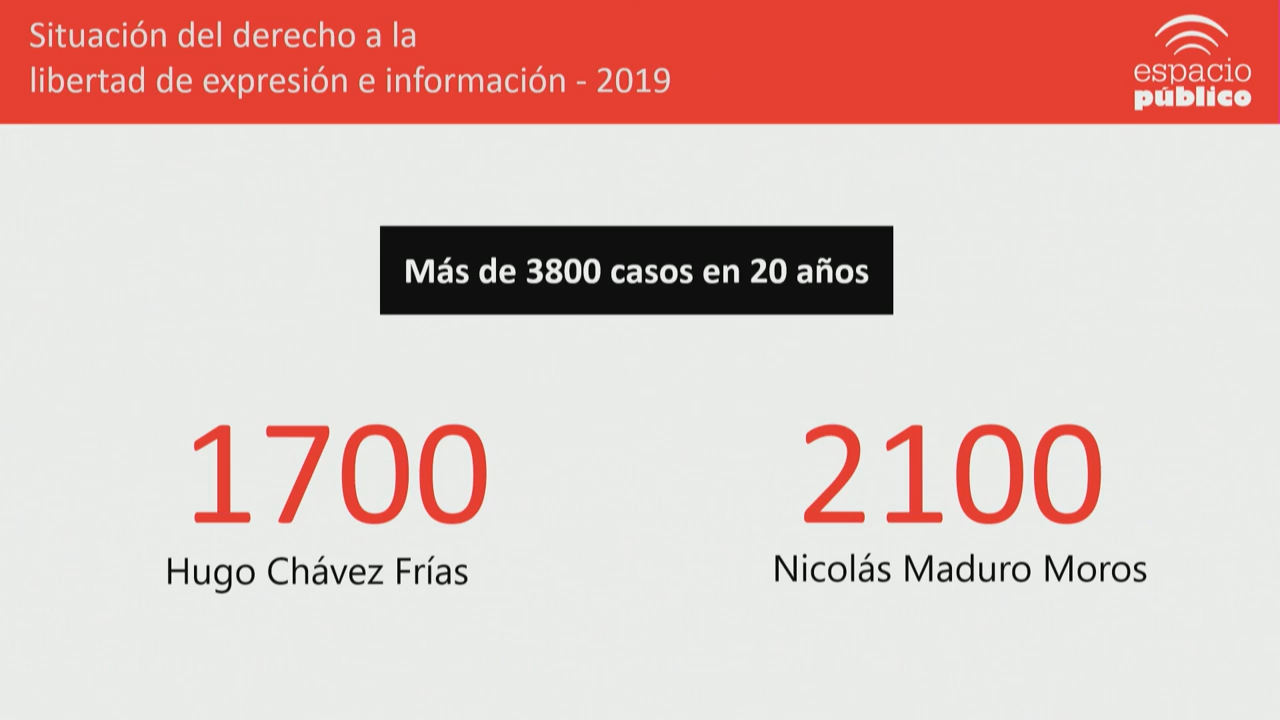 Situación del derecho a la
libertad de expresión e información - 2019
espacio
público
Más de 3800 casos en 20 años
1700
2100
Hugo Chávez Frías
Nicolás Maduro Moros